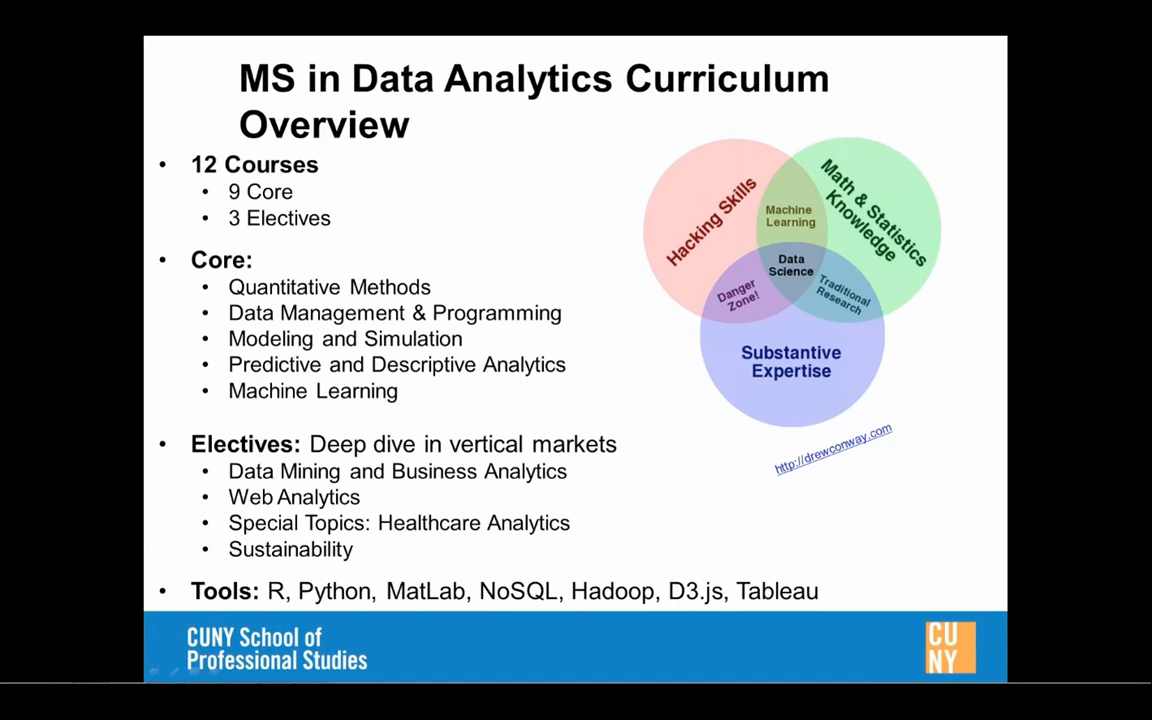 MS in Data Analytics Curriculum
Overview
• 12 Courses
• 9 Core
• 3 Electives
• Core:
• Quantitative Methods
• Data Management & Programming
• Modeling and Simulation
• Predictive and Descriptive Analytics
• Machine Learning
• Electives: Deep dive in vertical markets
• Data Mining and Business Analytics
• Web Analytics
• Special Topics: Healthcare Analytics
• Sustainability
• Tools: R, Python, MatLab, NoSQL, Hadoop, D3.js, Tableau
Hacking Skills
Math & Statistics
Knowledge
Machine
Learning
Data
Science
Danger
Zone!
Traditional
Research
Substantive
Expertise
http://drewconway.com
CUNY School of
Professional Studies
CU
NY